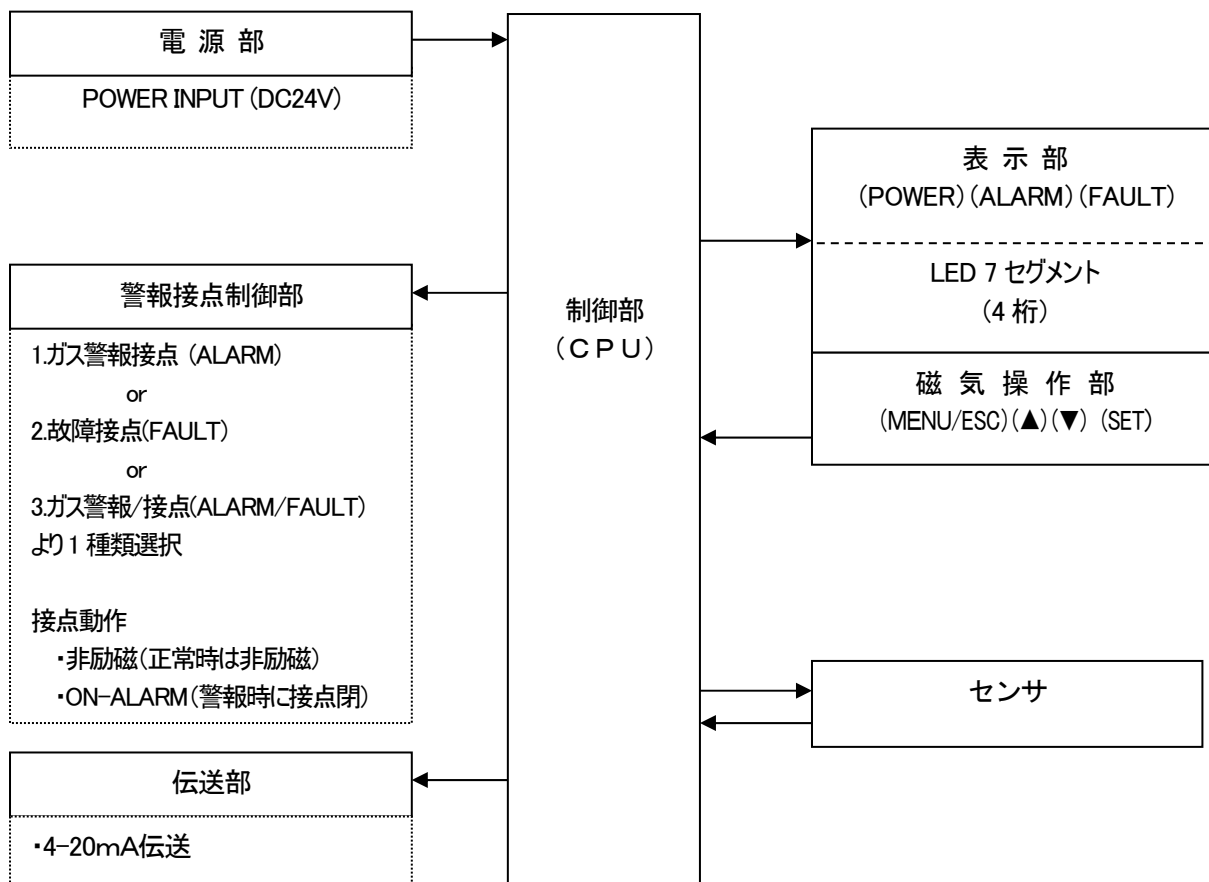 電 源 部
POWER INPUT (DC24V)
警報接点制御部
1.ガス警報接点 (ALARM)
or
2.故障接点(FAULT)
or
3.ガス警報/接点(ALARM/FAULT)
より1 種類選択
接点動作
・非励磁(正常時は非励磁)
・ON-ALARM(警報時に接点閉)
伝送部
・4-20mA伝送
制御部
(CPU)
表 示 部
(POWER)(ALARM)(FAULT)
LED 7 セグメント
(4 桁)
磁 気 操 作 部
(MENU/ESC)(▲)(▼) (SET)
センサ